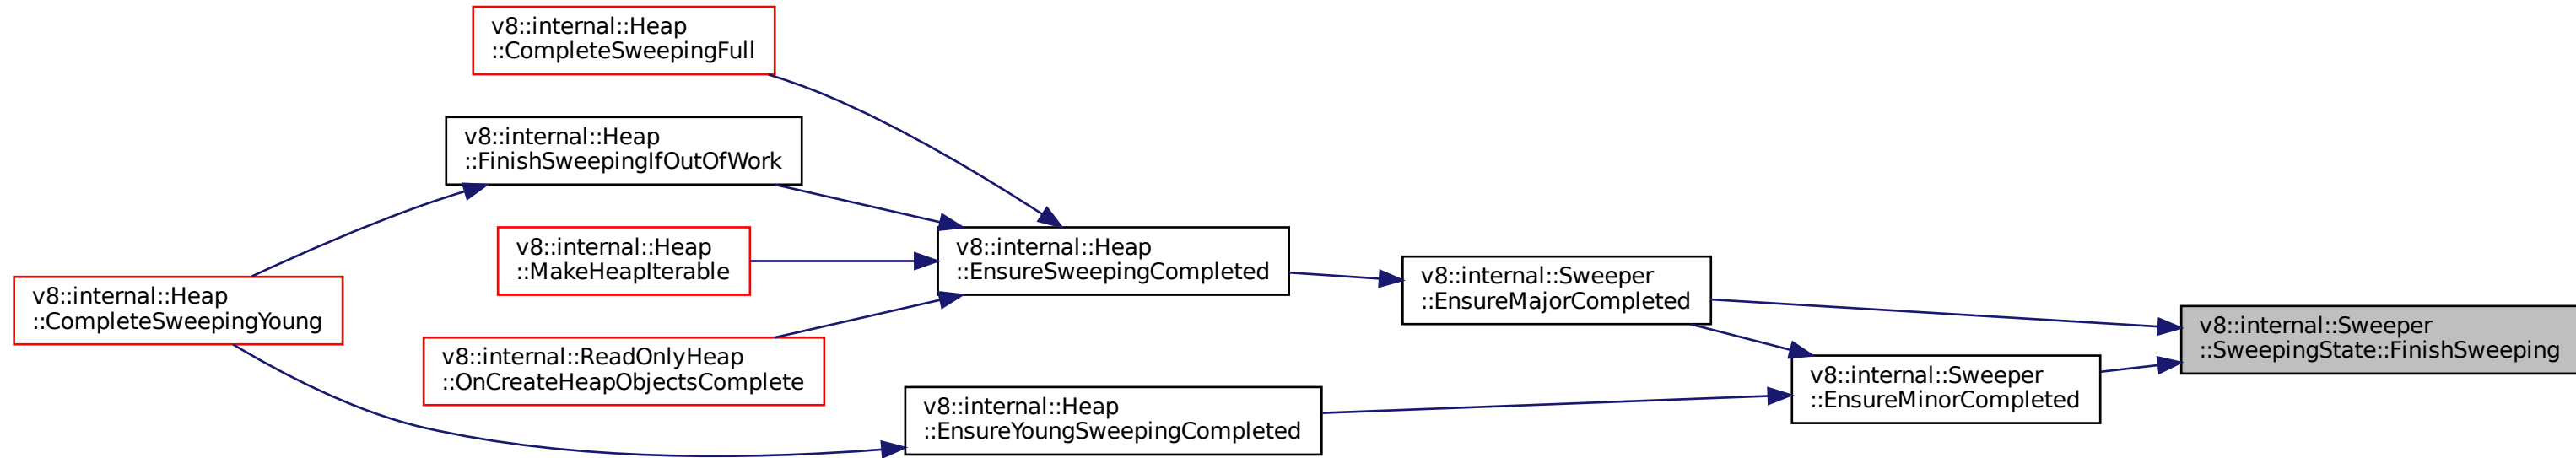 v8::internal::Heap
::CompleteSweepingFull
v8::internal::Heap
::FinishSweepingIfOutOfWork
v8::internal::Heap
::MakeHeapIterable
v8::internal::Heap
::EnsureSweepingCompleted
v8::internal::Sweeper
::EnsureMajorCompleted
v8::internal::Heap
::CompleteSweepingYoung
v8::internal::Sweeper
::SweepingState::FinishSweeping
v8::internal::ReadOnlyHeap
::OnCreateHeapObjectsComplete
v8::internal::Sweeper
::EnsureMinorCompleted
v8::internal::Heap
::EnsureYoungSweepingCompleted